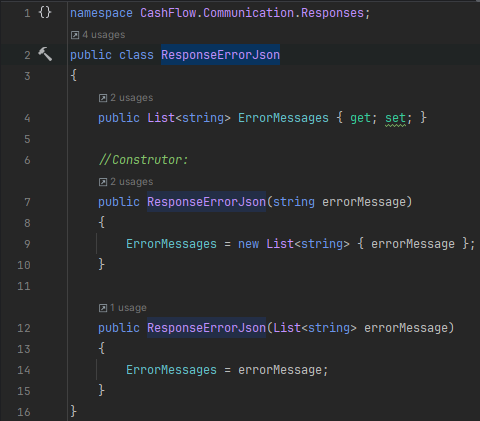 1 {} namespace CashFlow.Communication.Responses;
4 usages
2 public class ResponseErrorJson
3 {
2 usages
4 public List<string> ErrorMessages { get; set; }
5
6 //Construtor:
2 usages
7 public ResponseErrorJson(string errorMessage)
8 {
9 ErrorMessages = new List<string> { errorMessage };
10 }
11
1 usage
12 public ResponseErrorJson(List<string> errorMessage)
13 {
14 ErrorMessages = errorMessage;
15 }
16 }